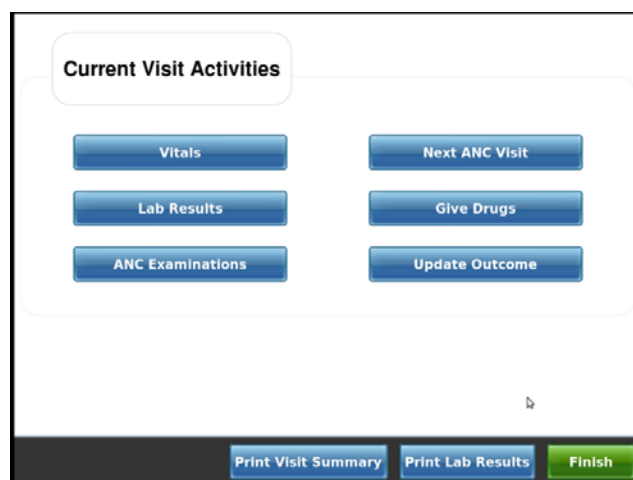 Current Visit Activities
Vitals
Next ANC Visit
Lab Results
Give Drugs
ANC Examinations
Update Outcome
Print Visit Summary
Print Lab Results
Finish